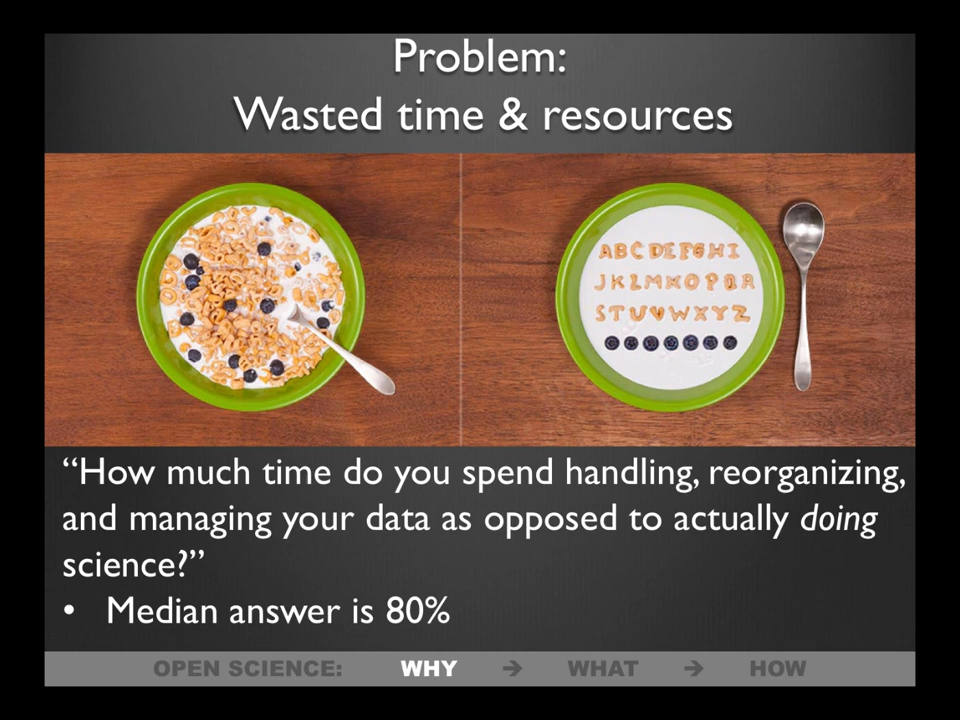 Problem:
Wasted time & resources
ABCDEFGHI
JKLMNOPQR
STUVWXYZ
“How much time do you spend handling, reorganizing,
and managing your data as opposed to actually doing
science?”
• Median answer is 80%
OPEN SCIENCE: WHY → WHAT → HOW